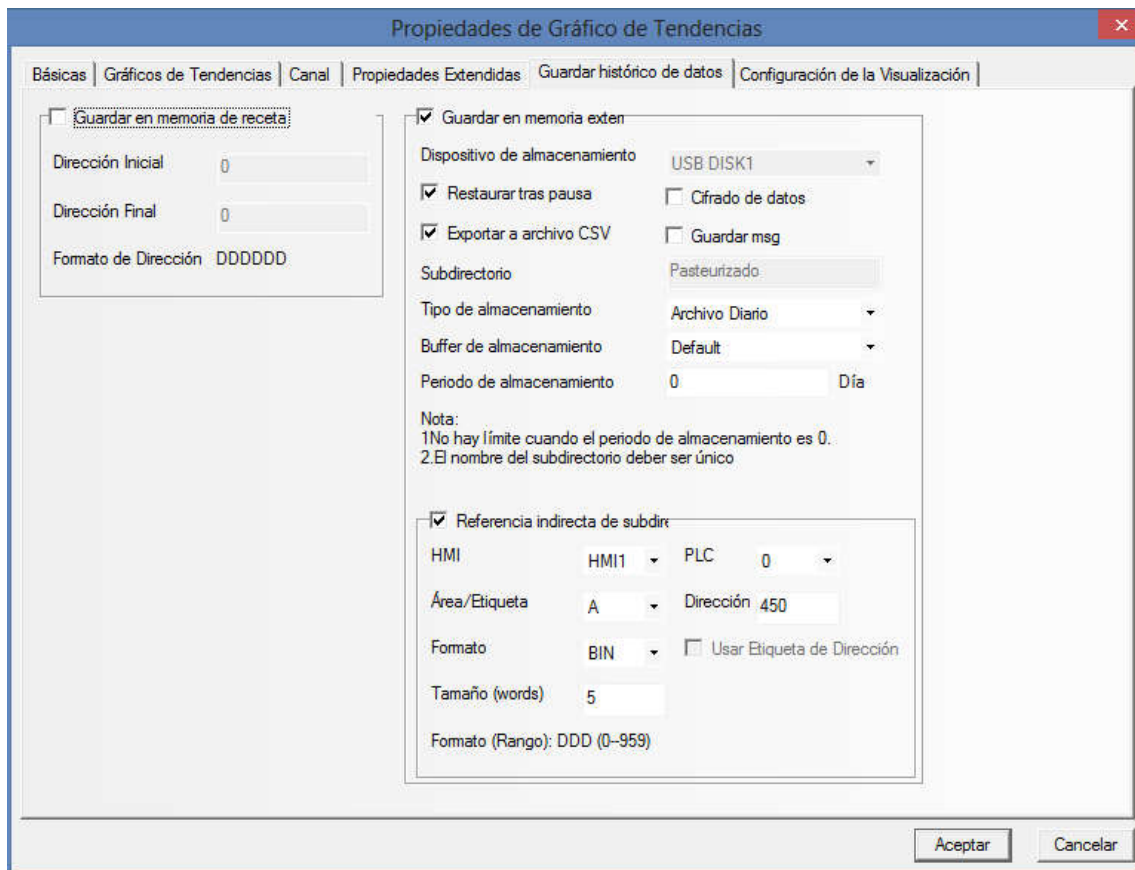 Propiedades de Gráfico de Tendencias
x
Básicas
Gráficos de Tendencias
Canal
Propiedades Extendidas
Guardar histórico de datos
Configuración de la Visualización
Guardar en memoria de receta
Dirección Inicial
0
Dirección Final
0
Formato de Dirección DDDDDD
Guardar en memoria exten
Dispositivo de almacenamiento
USB DISK1
Restaurar tras pausa
Cifrado de datos
Exportar a archivo CSV
Guardar msg
Subdirectorio
Pasteurizado
Tipo de almacenamiento
Archivo Diario
Buffer de almacenamiento
Default
Periodo de almacenamiento
0
Día
Nota:
1No hay límite cuando el periodo de almacenamiento es 0.
2.El nombre del subdirectorio deber ser único
Referencia indirecta de subdire
HMI
HMI1
PLC
0
Área/Etiqueta
A
Dirección
450
Formato
BIN
Usar Etiqueta de Dirección
Tamaño (words)
5
Formato (Rango): DDD (0--959)
Aceptar
Cancelar